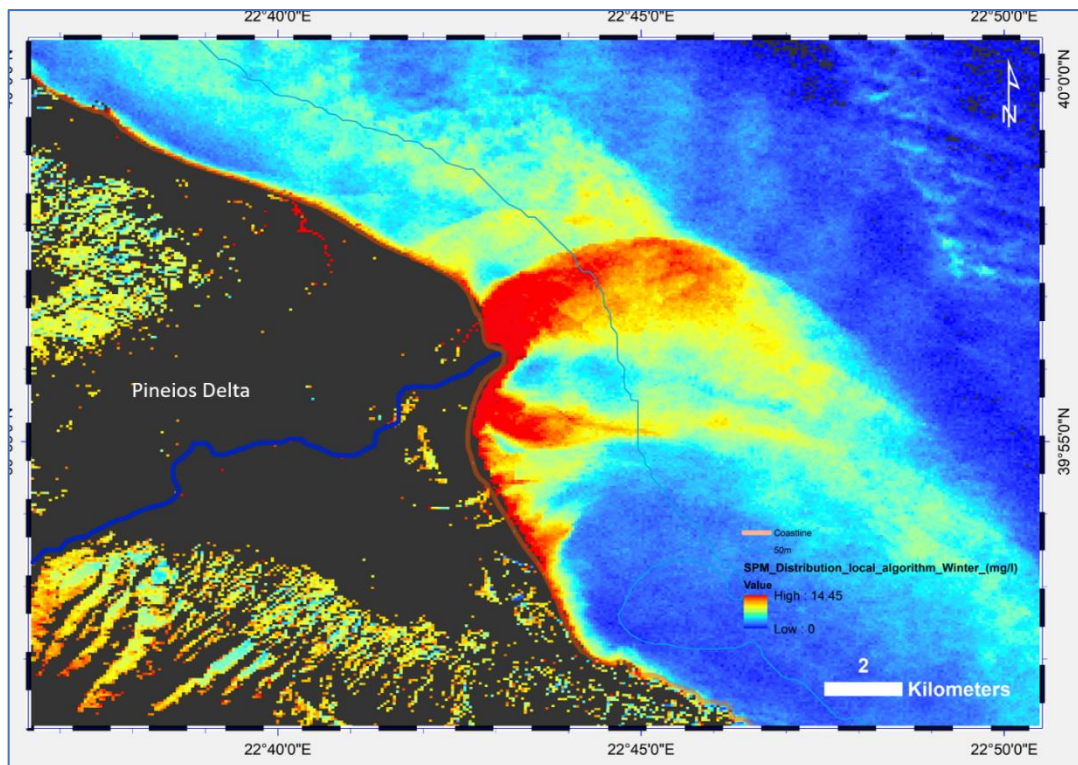 22°40'0"E 22°45'0"E 22°50'0"E
40°0'0"N
N
Pineios Delta
39°55'0"N
Coastline
50m
SPM_Distribution_local_algorithm_Winter_(mg/l)
Value
High : 14.45
Low : 0
2
Kilometers
22°40'0"E 22°45'0"E 22°50'0"E